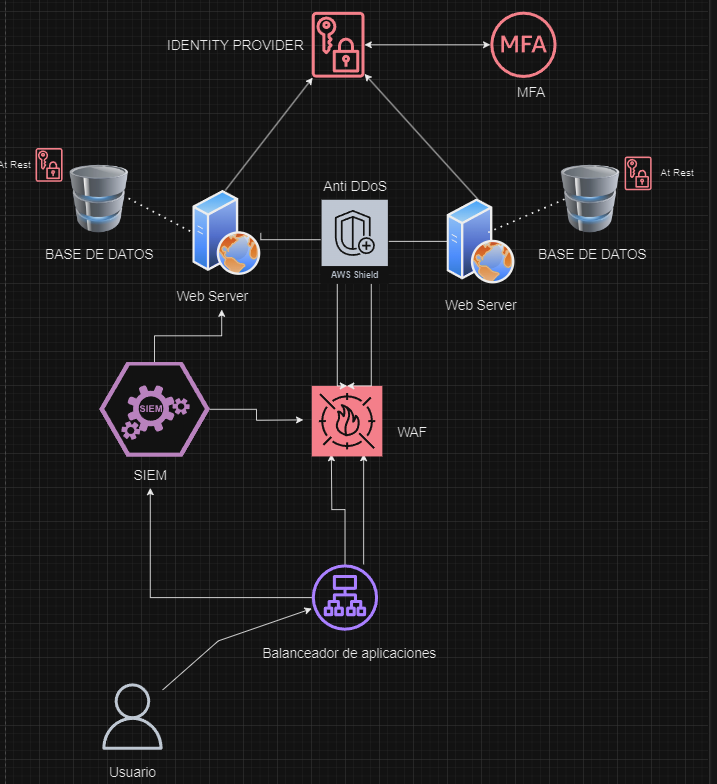 IDENTITY PROVIDER
MFA
MFA
At Rest
At Rest
Anti DDoS
BASE DE DATOS
BASE DE DATOS
AWS Shield
Web Server
Web Server
SIEM
WAF
SIEM
Balanceador de aplicaciones
Usuario